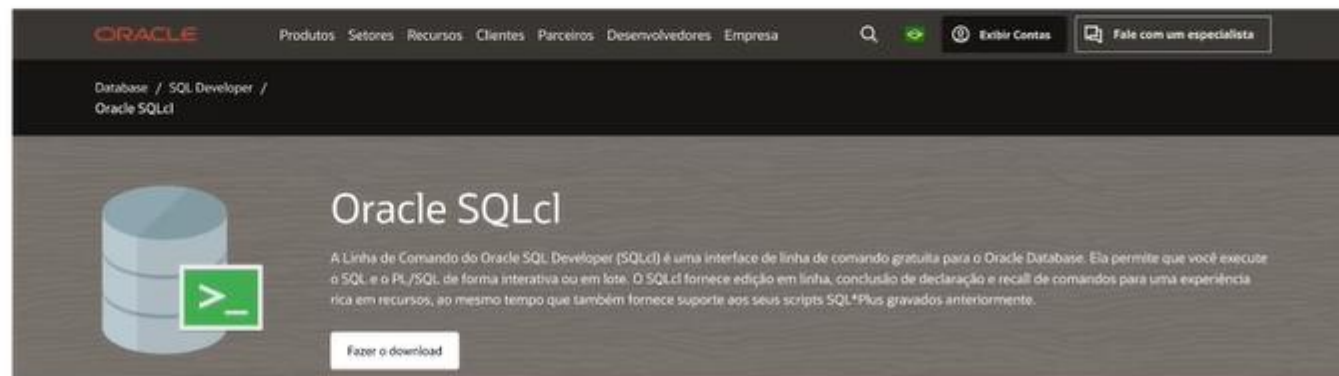 ORACLE
Produtos Setores Recursos Clientes Parceiros Desenvolvedores Empresa
Exibir Contas
Fale com um especialista
Database / SQL Developer /
Oracle SQLcl
>_
Oracle SQLcl
A Linha de Comando do Oracle SQL Developer (SQLcl) é uma interface de linha de comando gratuita para o Oracle Database. Ela permite que você execute
o SQL e o PL/SQL de forma interativa ou em lote. O SQLcl fornece edição em linha, conclusão de declaração e recall de comandos para uma experiência
rica em recursos, ao mesmo tempo que também fornece suporte aos seus scripts SQL*Plus gravados anteriormente.
Fazer o download